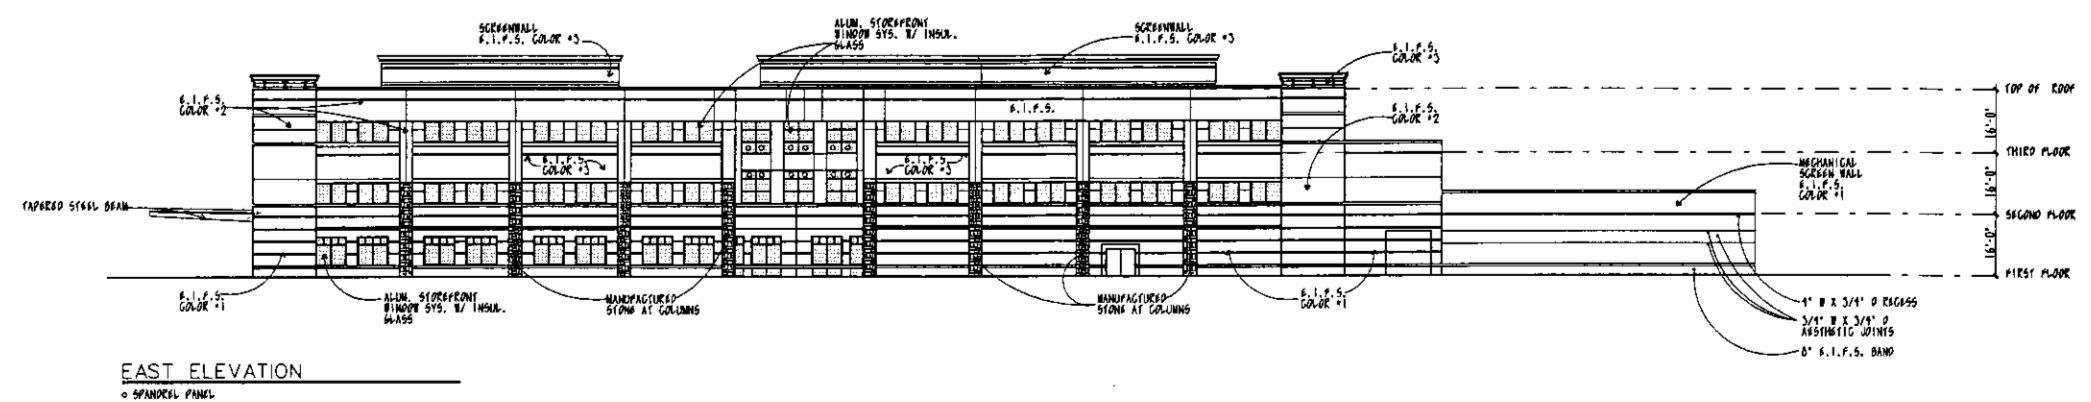 SCREENWALL
E.I.F.S. COLOR #3
ALUM. STOREFRONT
WINDOW SYS. W/ INSUL.
GLASS
SCREENWALL
E.I.F.S. COLOR #3
E.I.F.S.
COLOR #3
E.I.F.S.
COLOR #2
E.I.F.S.
E.I.F.S.
COLOR #2
TOP OF ROOF
16'-0"
E.I.F.S.
COLOR #3
E.I.F.S.
COLOR #3
THIRD FLOOR
MECHANICAL
SCREEN WALL
E.I.F.S.
COLOR #1
16'-0"
TAPERED STEEL BEAM
SECOND FLOOR
16'-0"
FIRST FLOOR
E.I.F.S.
COLOR #1
ALUM. STOREFRONT
WINDOW SYS. W/ INSUL.
GLASS
MANUFACTURED
STONE AT COLUMNS
MANUFACTURED
STONE AT COLUMNS
E.I.F.S.
COLOR #1
4" W X 3/4" D RECESS
3/4" W X 3/4" D
AESTHETIC JOINTS
8" E.I.F.S. BAND
EAST ELEVATION
o SPANDREL PANEL